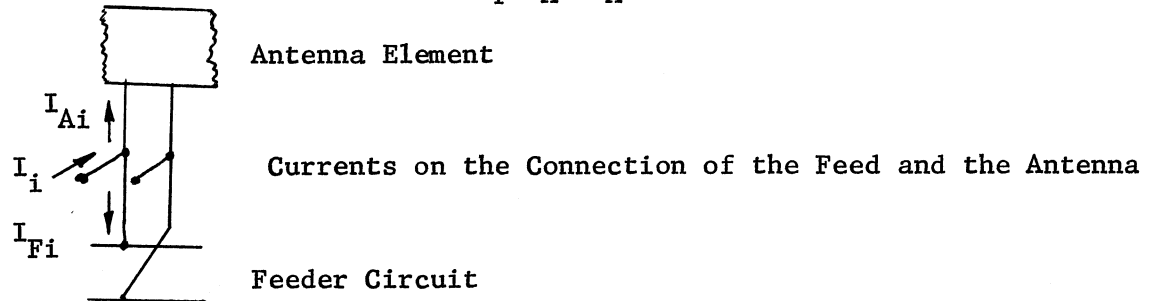 Antenna Element
I_Ai
I_i
Currents on the Connection of the Feed and the Antenna
I_Fi
Feeder Circuit